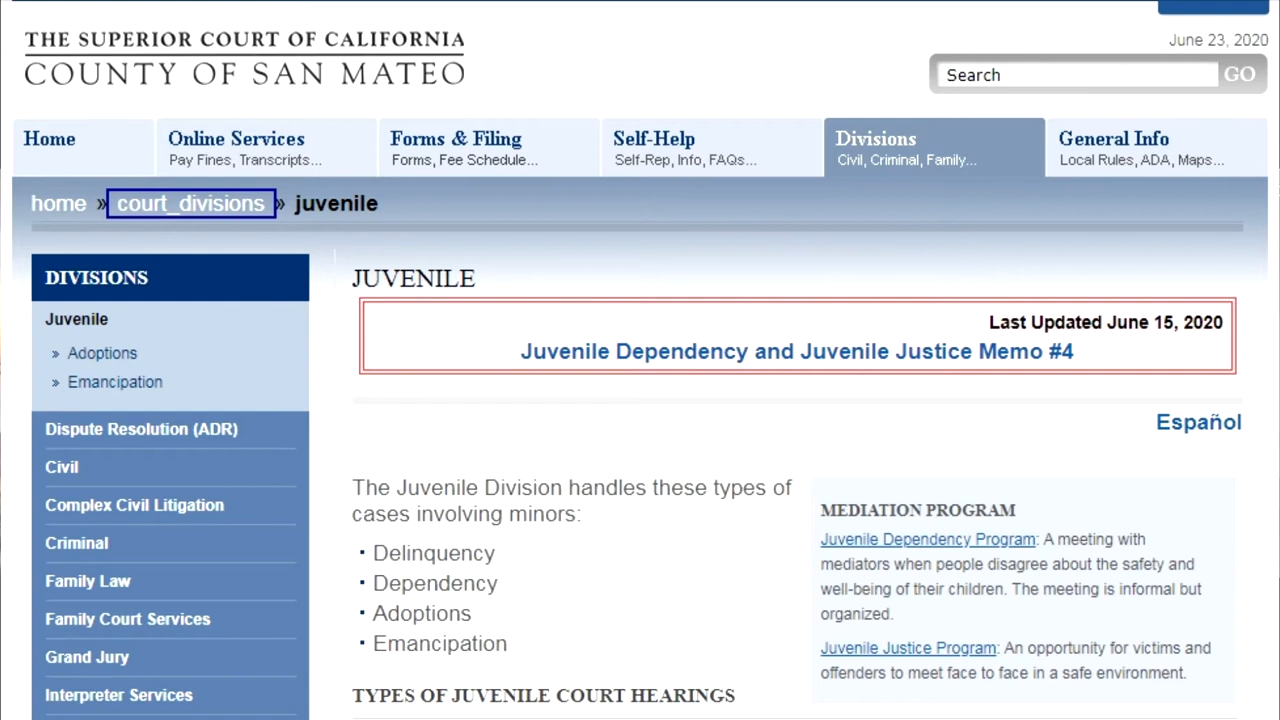 THE SUPERIOR COURT OF CALIFORNIA
COUNTY OF SAN MATEO
June 23, 2020
Search GO
Home
Online Services
Pay Fines, Transcripts...
Forms & Filing
Forms, Fee Schedule...
Self-Help
Self-Rep, Info, FAQs...
Divisions
Civil, Criminal, Family...
General Info
Local Rules, ADA, Maps...
home » court_divisions » juvenile
DIVISIONS
Juvenile
» Adoptions
» Emancipation
Dispute Resolution (ADR)
Civil
Complex Civil Litigation
Criminal
Family Law
Family Court Services
Grand Jury
Interpreter Services
JUVENILE
Last Updated June 15, 2020
Juvenile Dependency and Juvenile Justice Memo #4
Español
The Juvenile Division handles these types of
cases involving minors:
· Delinquency
· Dependency
· Adoptions
· Emancipation
TYPES OF JUVENILE COURT HEARINGS
MEDIATION PROGRAM
Juvenile Dependency Program: A meeting with
mediators when people disagree about the safety and
well-being of their children. The meeting is informal but
organized.
Juvenile Justice Program: An opportunity for victims and
offenders to meet face to face in a safe environment.